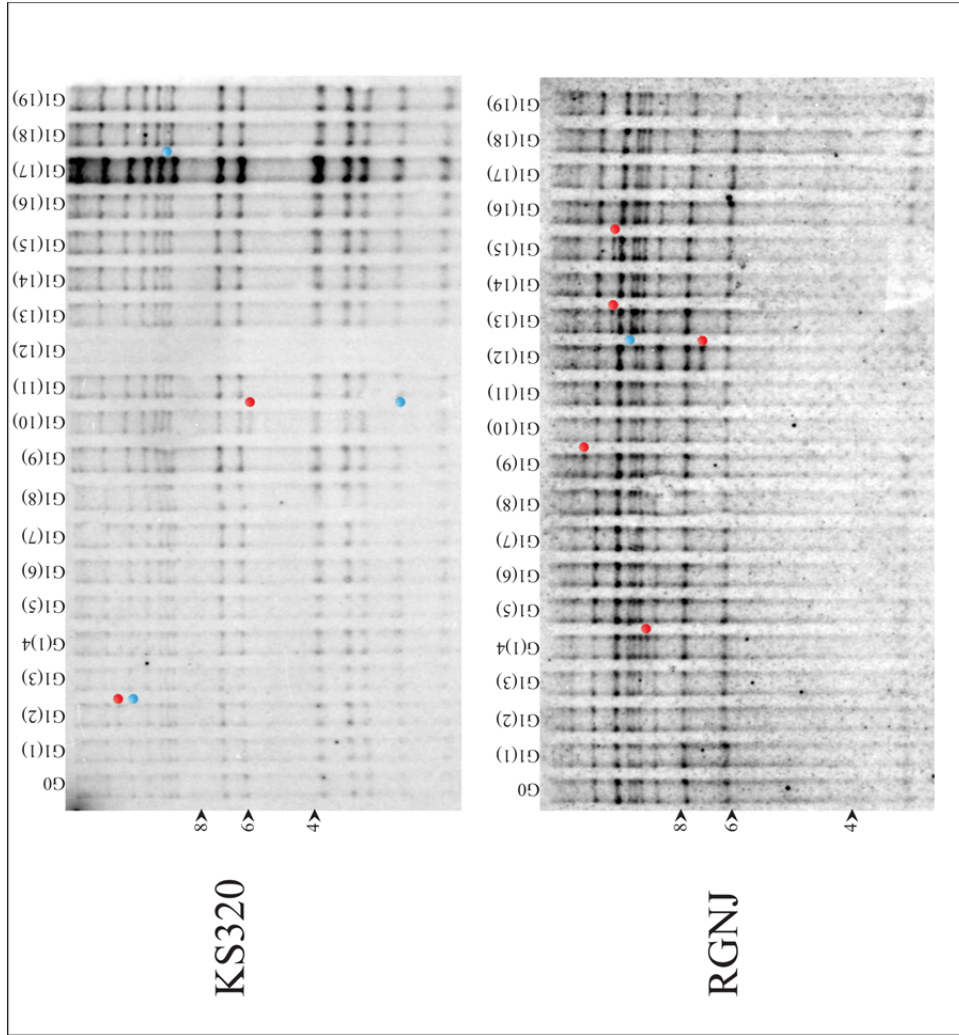 KS320
8
6
4
G0
G1(1)
G1(2)
G1(3)
G(1)4
G1(5)
G1(6)
G1(7)
G1(8)
G1(9)
G1(10)
G1(11)
G1(12)
G1(13)
G1(14)
G1(15)
G1(16)
G1(17)
G1(18)
G1(19)
RGNJ
8
6
4
G0
G1(1)
G1(2)
G1(3)
G(1)4
G1(5)
G1(6)
G1(7)
G1(8)
G1(9)
G1(10)
G1(11)
G1(12)
G1(13)
G1(14)
G1(15)
G1(16)
G1(17)
G1(18)
G1(19)